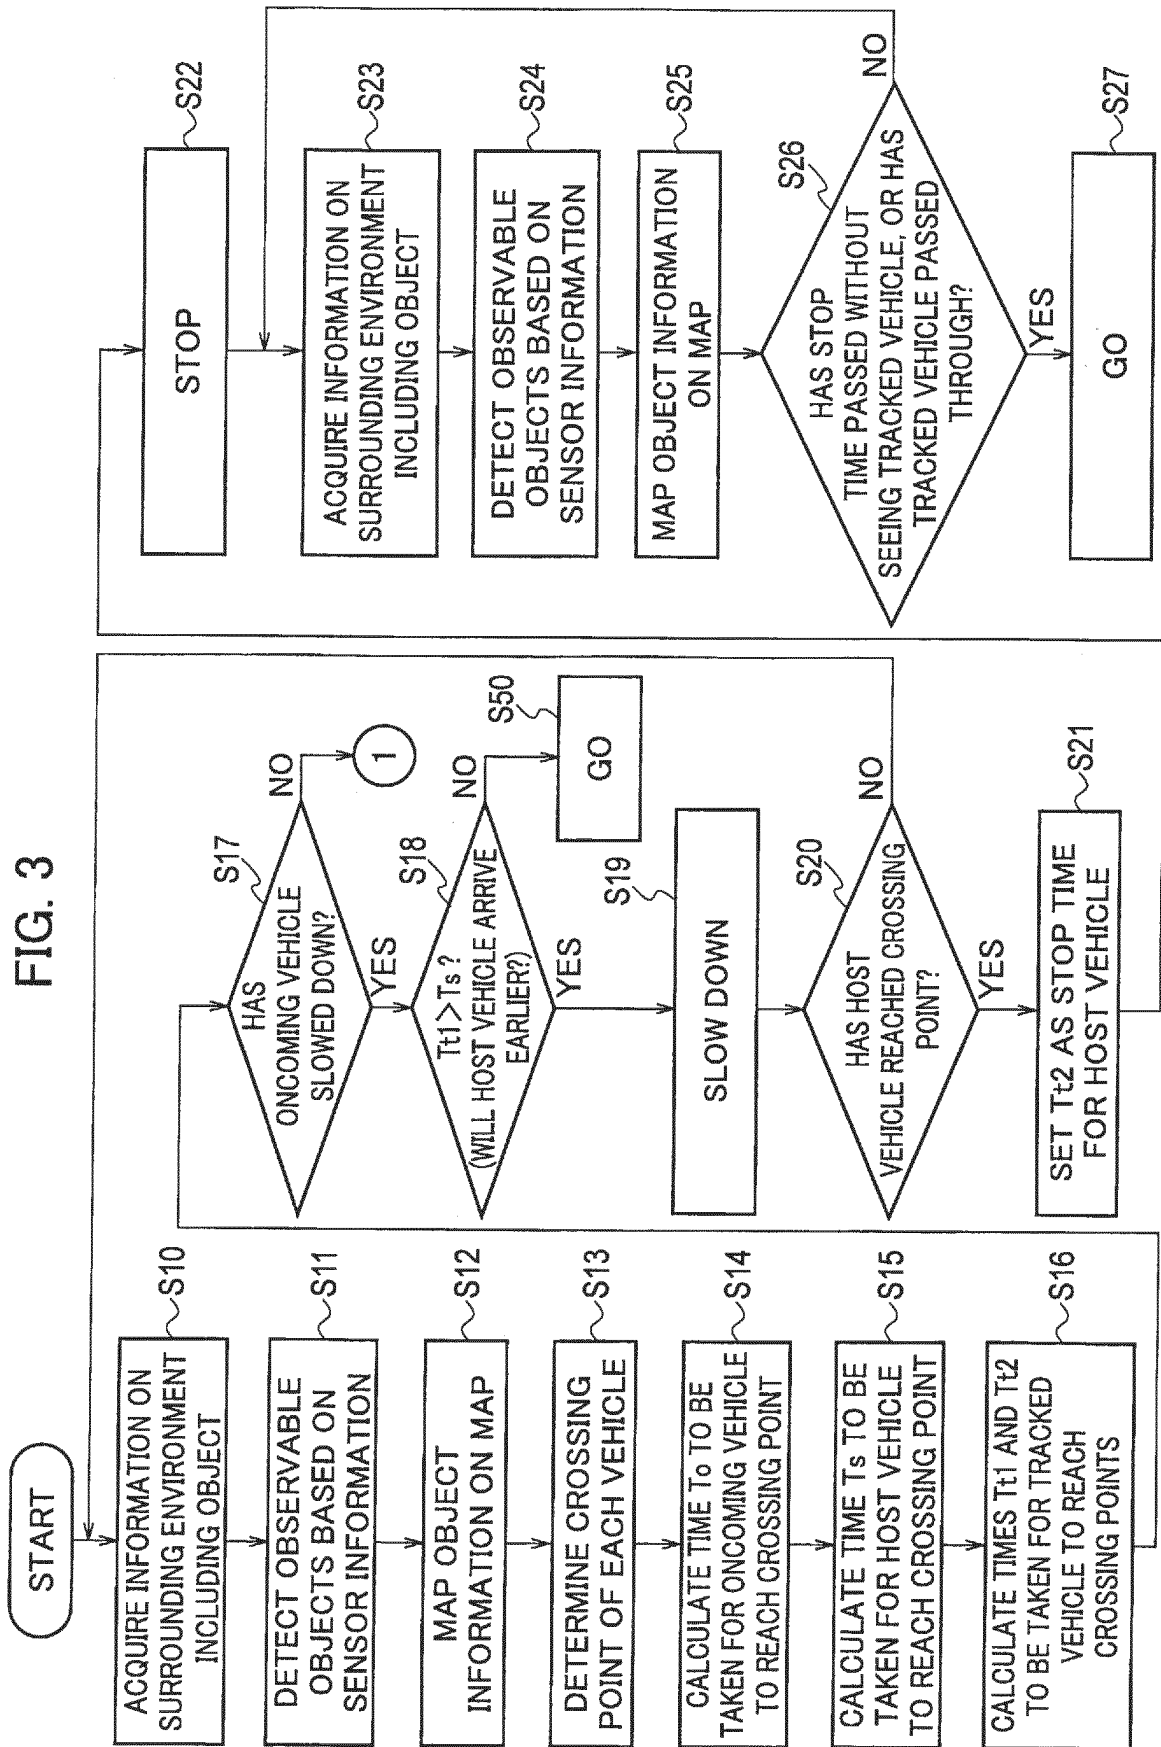 FIG. 3
START
ACQUIRE INFORMATION ON
SURROUNDING ENVIRONMENT
INCLUDING OBJECT
S10
DETECT OBSERVABLE
OBJECTS BASED ON
SENSOR INFORMATION
S11
MAP OBJECT
INFORMATION ON MAP
S12
DETERMINE CROSSING
POINT OF EACH VEHICLE
S13
CALCULATE TIME To TO BE
TAKEN FOR ONCOMING VEHICLE
TO REACH CROSSING POINT
S14
CALCULATE TIME Ts TO BE
TAKEN FOR HOST VEHICLE
TO REACH CROSSING POINT
S15
CALCULATE TIMES Tt1 AND Tt2
TO BE TAKEN FOR TRACKED
VEHICLE TO REACH
CROSSING POINTS
S16
HAS
ONCOMING VEHICLE
SLOWED DOWN?
S17
NO
1
YES
Tt1>Ts?
(WILL HOST VEHICLE ARRIVE
EARLIER?)
S18
NO
GO
S50
YES
SLOW DOWN
S19
HAS HOST
VEHICLE REACHED CROSSING
POINT?
S20
NO
YES
SET Tt2 AS STOP TIME
FOR HOST VEHICLE
S21
STOP
S22
ACQUIRE INFORMATION ON
SURROUNDING ENVIRONMENT
INCLUDING OBJECT
S23
DETECT OBSERVABLE
OBJECTS BASED ON
SENSOR INFORMATION
S24
MAP OBJECT INFORMATION
ON MAP
S25
HAS STOP
TIME PASSED WITHOUT
SEEING TRACKED VEHICLE, OR HAS
TRACKED VEHICLE PASSED
THROUGH?
S26
NO
YES
GO
S27